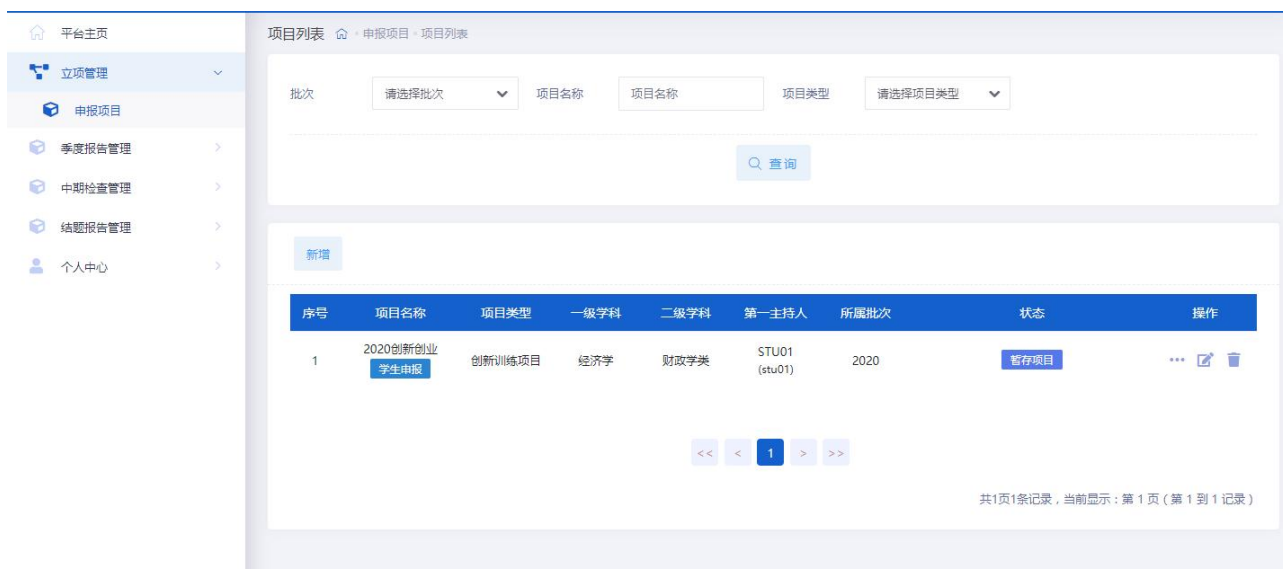 平台主页
立项管理
申报项目
季度报告管理
中期检查管理
结题报告管理
个人中心
项目列表 申报项目 项目列表
批次 请选择批次 项目名称 项目名称 项目类型 请选择项目类型
查询
新增
序号 项目名称 项目类型 一级学科 二级学科 第一主持人 所属批次 状态 操作
1 2020创新创业 学生申报 创新训练项目 经济学 财政学类 STU01 (stu01) 2020 暂存项目 ...
<< < 1 > >>
共1页1条记录，当前显示：第 1 页 ( 第 1 到 1 记录 )